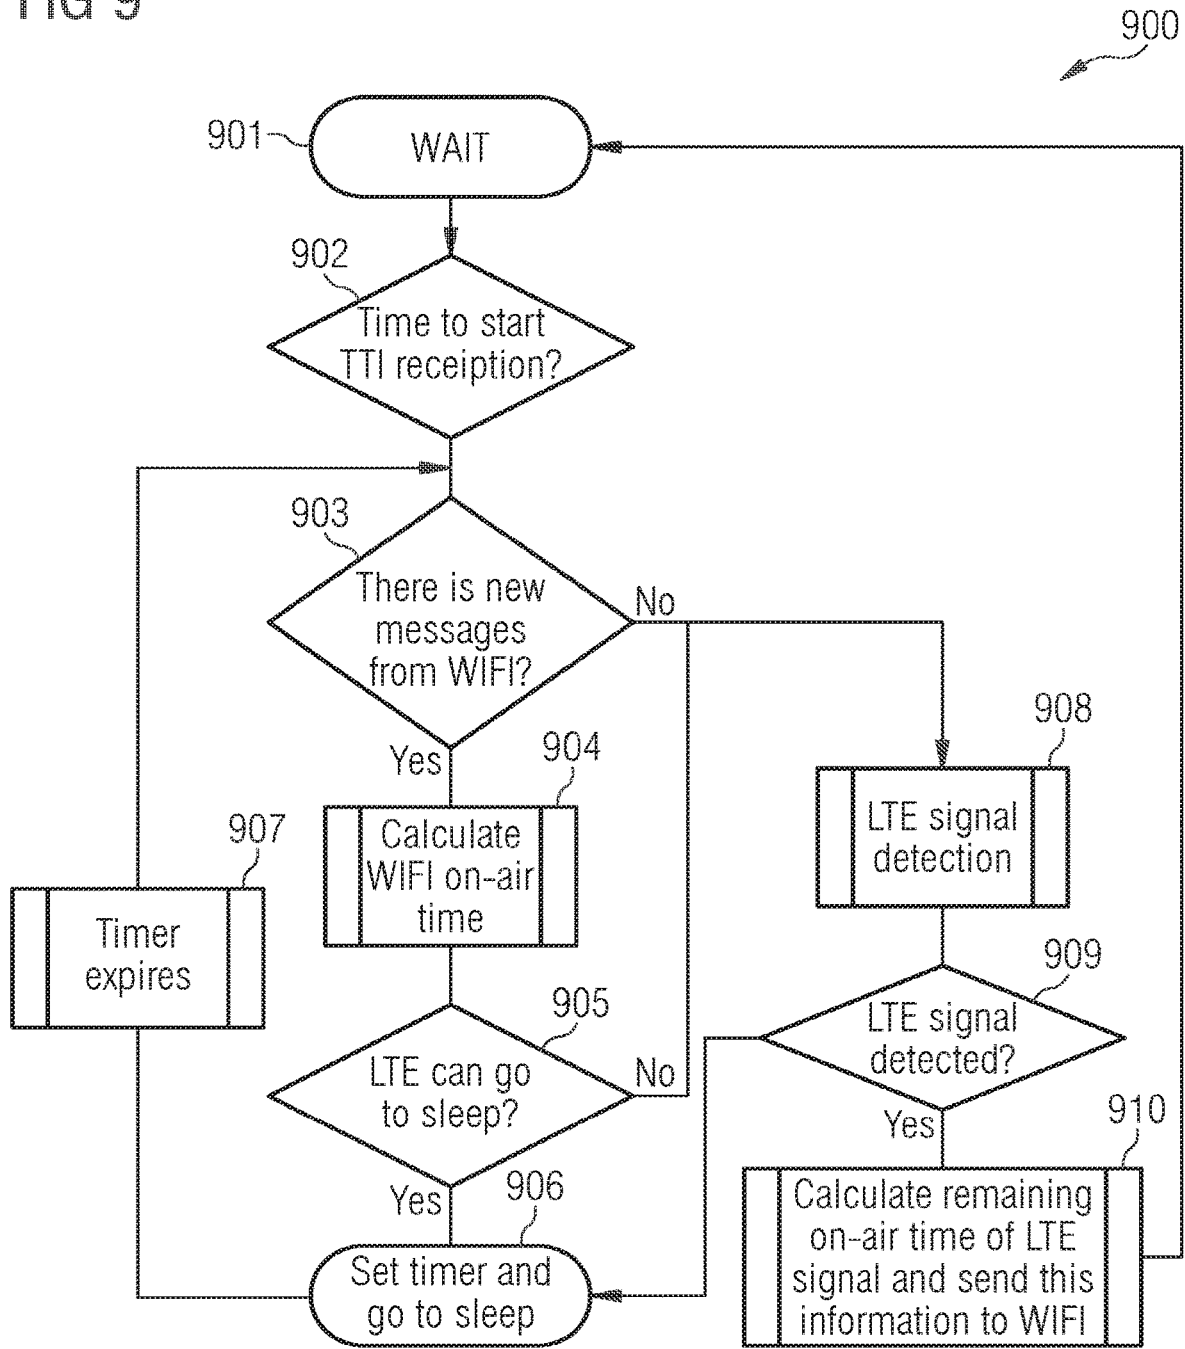 FIG 9
900
901
WAIT
902
Time to start
TTI receiption?
903
There is new
messages
from WIFI?
No
Yes
904
Calculate
WIFI on-air
time
907
Timer
expires
905
LTE can go
to sleep?
No
Yes
906
Set timer and
go to sleep
908
LTE signal
detection
909
LTE signal
detected?
Yes
910
Calculate remaining
on-air time of LTE
signal and send this
information to WIFI